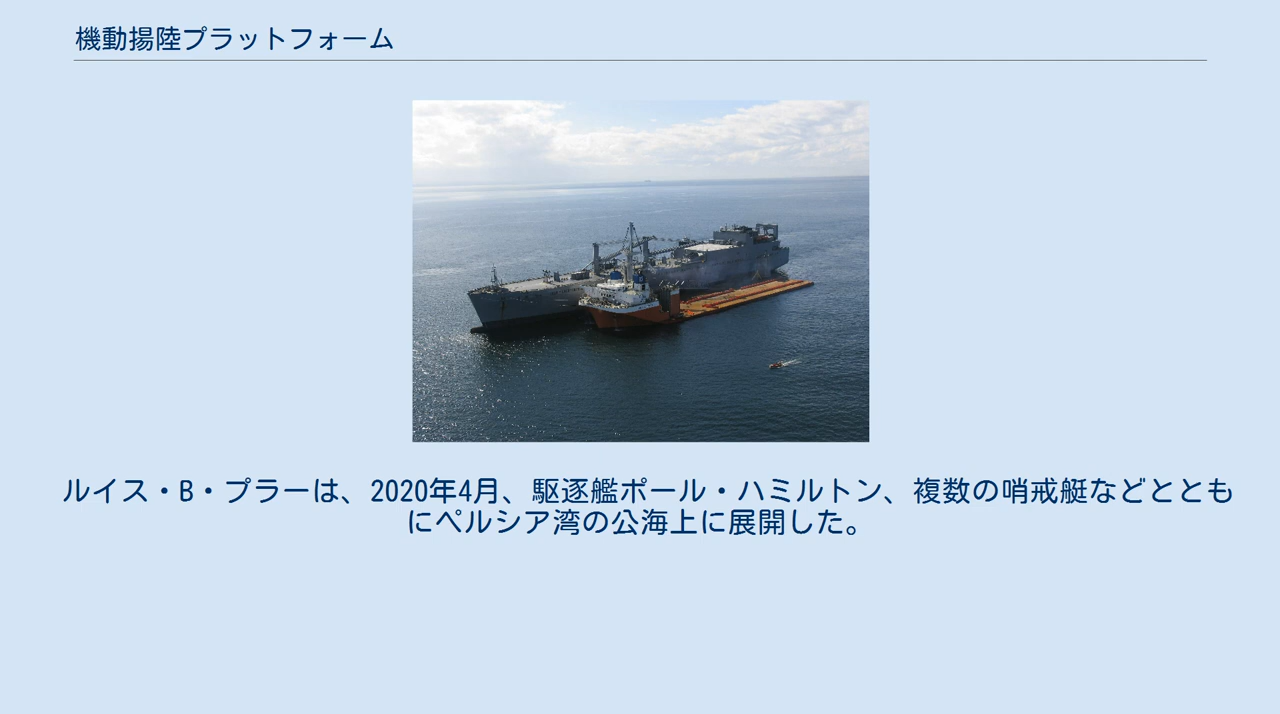 機動揚陸プラットフォーム
ルイス・B・プラーは、2020年4月、駆逐艦ポール・ハミルトン、複数の哨戒艇などととも
にペルシア湾の公海上に展開した。